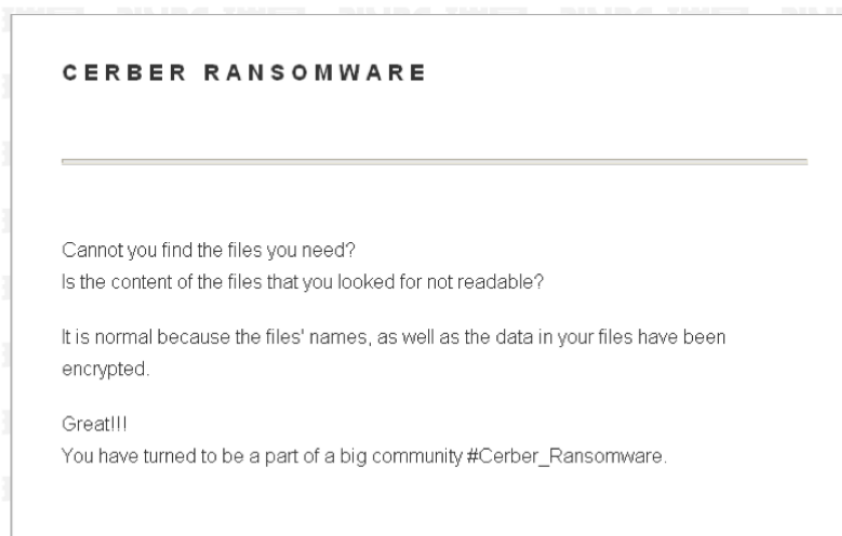 CERBER RANSOMWARE
Cannot you find the files you need?
Is the content of the files that you looked for not readable?
It is normal because the files' names, as well as the data in your files have been
encrypted.
Great!!!
You have turned to be a part of a big community #Cerber_Ransomware.